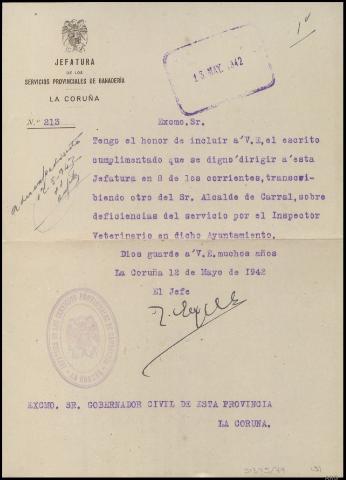 JEFATURA
DE LOS
SERVICIOS PROVINCIALES DE GANADERÍA
LA CORUÑA
13 MAY. 1942
1º
N.º 213
Excmo. Sr.
Tengo el honor de incluir a V.E. el escrito
cumplimentado que se dignó dirigir a esta
Jefatura en 8 de los corrientes, transcri-
biendo otro del Sr. Alcalde de Carral, sobre
deficiencias del servicio por el Inspector
Veterinario en dicho Ayuntamiento.
Dios guarde a V.E. muchos años
La Coruña 12 de Mayo de 1942
El Jefe
LA CORUÑA
EXCMO. SR. GOBERNADOR CIVIL DE ESTA PROVINCIA
LA CORUNA.